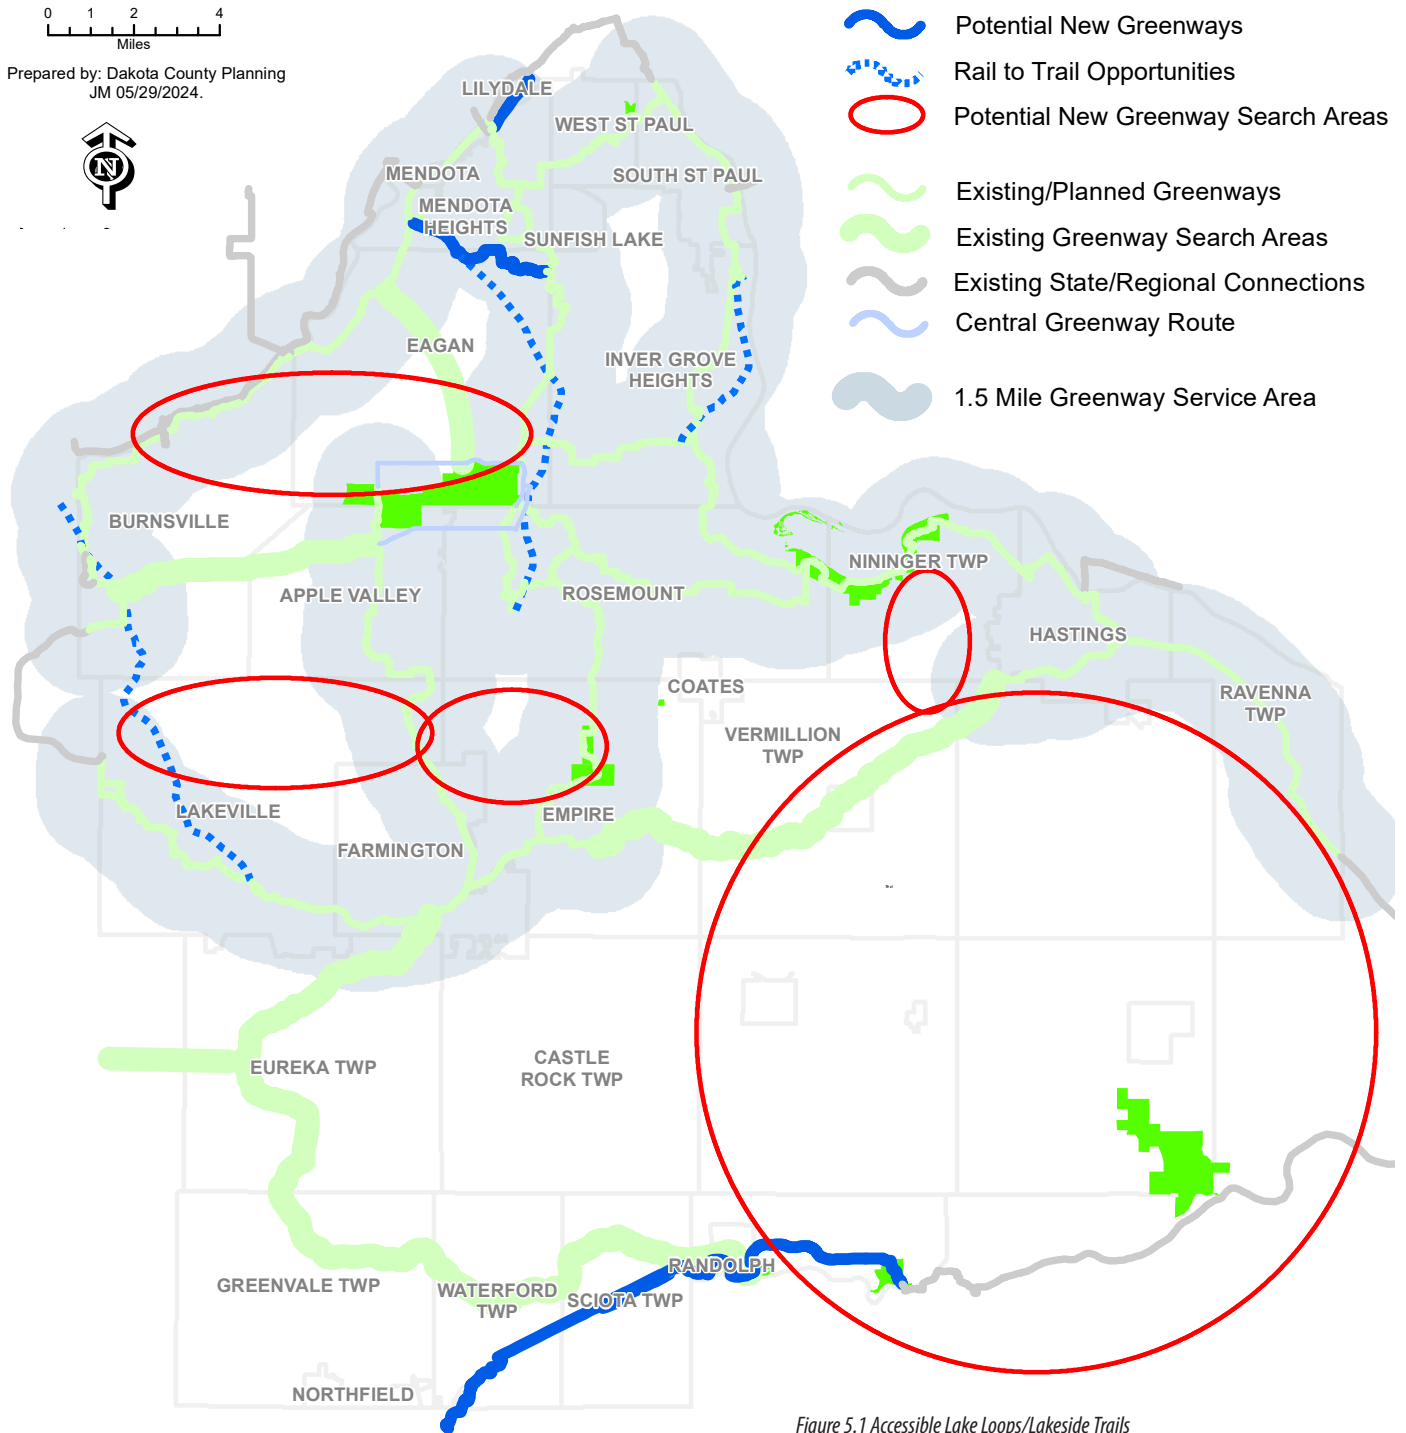 0 1 2 4
Miles
Prepared by: Dakota County Planning
JM 05/29/2024.
N
Potential New Greenways
Rail to Trail Opportunities
Potential New Greenway Search Areas
Existing/Planned Greenways
Existing Greenway Search Areas
Existing State/Regional Connections
Central Greenway Route
1.5 Mile Greenway Service Area
LILYDALE
WEST ST PAUL
MENDOTA
SOUTH ST PAUL
MENDOTA
HEIGHTS
SUNFISH LAKE
EAGAN
INVER GROVE
HEIGHTS
BURNSVILLE
NININGER TWP
APPLE VALLEY
ROSEMOUNT
HASTINGS
COATES
RAVENNA
TWP
VERMILLION
TWP
LAKEVILLE
EMPIRE
FARMINGTON
EUREKA TWP
CASTLE
ROCK TWP
RANDOLPH
GREENVALE TWP
WATERFORD
TWP
SCIOTA TWP
NORTHFIELD
Figure 5.1 Accessible Lake Loops/Lakeside Trails